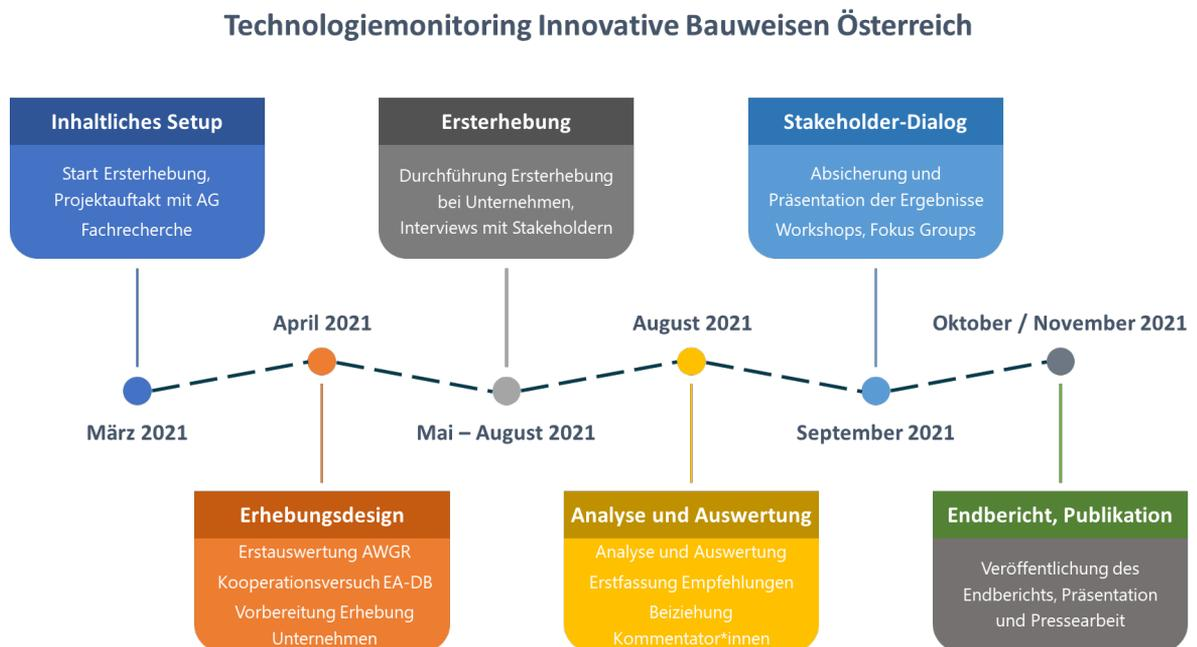 Technologiemonitoring Innovative Bauweisen Österreich
Inhaltliches Setup
Start Ersterhebung,
Projektauftakt mit AG
Fachrecherche
Ersterhebung
Durchführung Ersterhebung
bei Unternehmen,
Interviews mit Stakeholdern
Stakeholder-Dialog
Absicherung und
Präsentation der Ergebnisse
Workshops, Fokus Groups
April 2021
August 2021
Oktober / November 2021
März 2021
Mai – August 2021
September 2021
Erhebungsdesign
Erstauswertung AWGR
Kooperationsversuch EA-DB
Vorbereitung Erhebung
Unternehmen
Analyse und Auswertung
Analyse und Auswertung
Erstfassung Empfehlungen
Beiziehung
Kommentator*innen
Endbericht, Publikation
Veröffentlichung des
Endberichts, Präsentation
und Pressearbeit